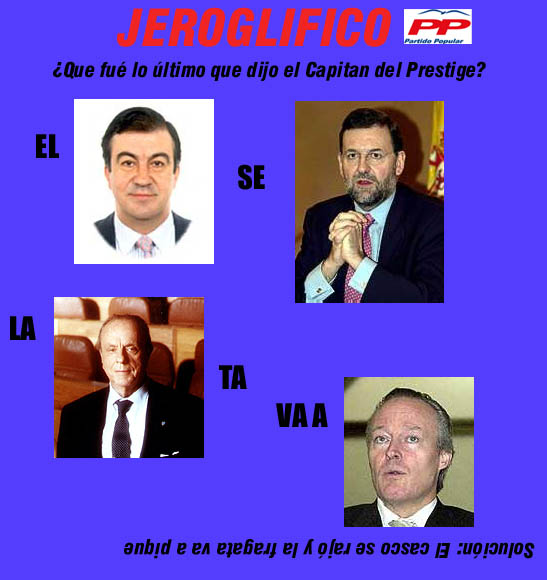 JEROGLIFICO
PP
Partido Popular
¿Que fué lo último que dijo el Capitan del Prestige?
EL
SE
LA
TA
VA A
Solución: El casco se rajó y la fragata va a pique